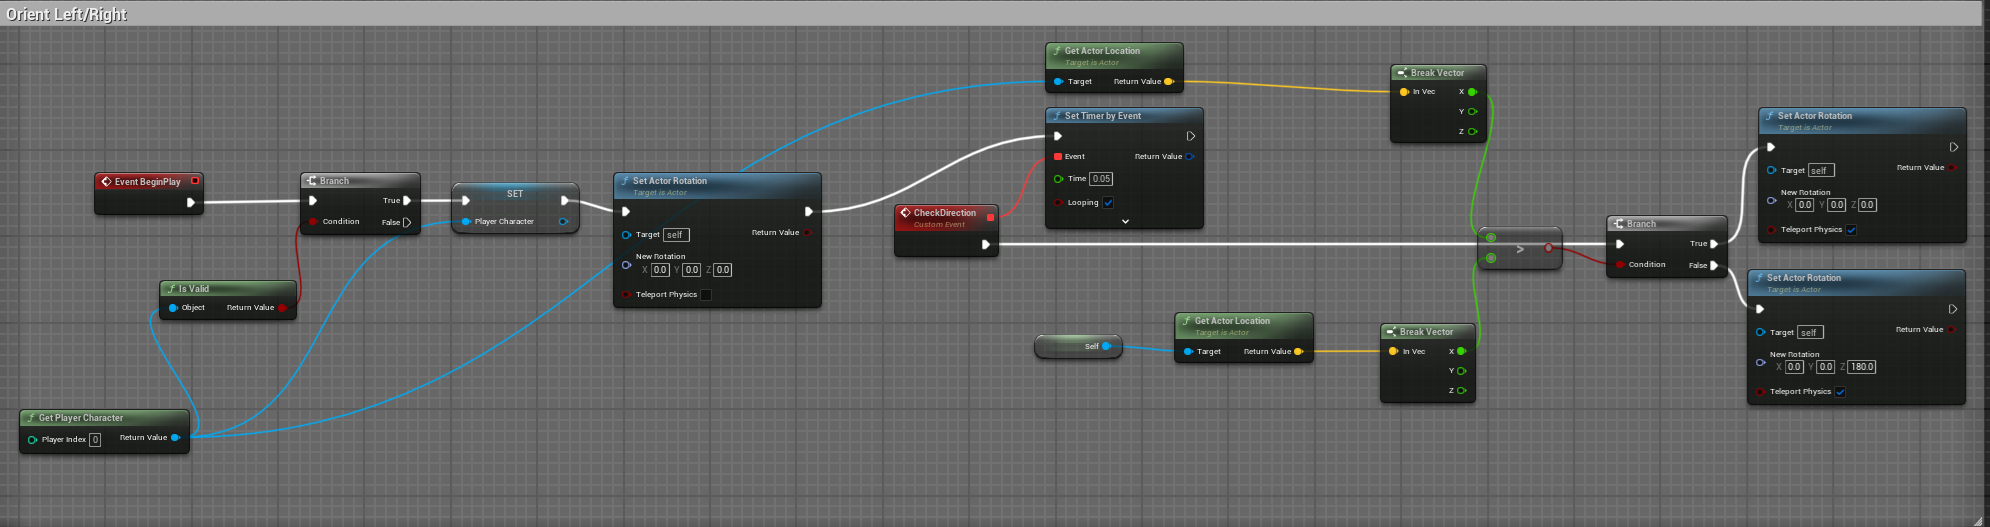 Orient Left/Right
Event BeginPlay
Branch
True
Condition
False
Is Valid
Object
Return Value
Get Player Character
Player Index 0
Return Value
SET
Player Character
Set Actor Rotation
Target is Actor
Target self
Return Value
New Rotation
X 0.0 Y 0.0 Z 0.0
Teleport Physics
CheckDirection
Custom Event
Get Actor Location
Target is Actor
Target Return Value
Set Timer by Event
Event Return Value
Time 0.05
Looping
Self
Get Actor Location
Target is Actor
Target Return Value
Break Vector
In Vec X
Y
Z
Break Vector
In Vec X
Y
Z
>
Branch
True
Condition False
Set Actor Rotation
Target is Actor
Target self
Return Value
New Rotation
X 0.0 Y 0.0 Z 0.0
Teleport Physics
Set Actor Rotation
Target is Actor
Target self
Return Value
New Rotation
X 0.0 Y 0.0 Z 180.0
Teleport Physics